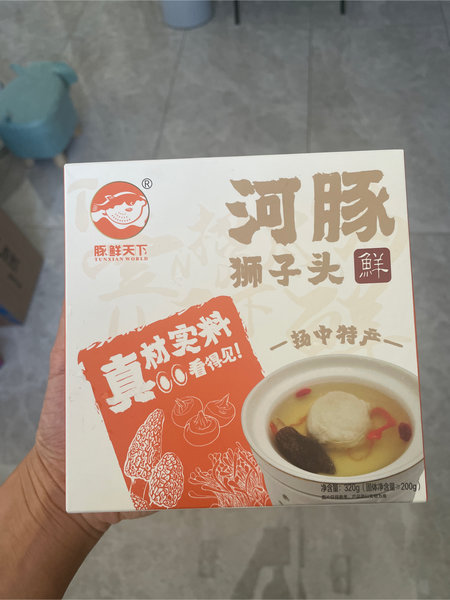 ®
豚鲜天下
TUNXIAN WORLD
河豚
狮子头
鮮
扬中特产
真材实料
看得见!
净含量:320g(固体净含量≥200g)